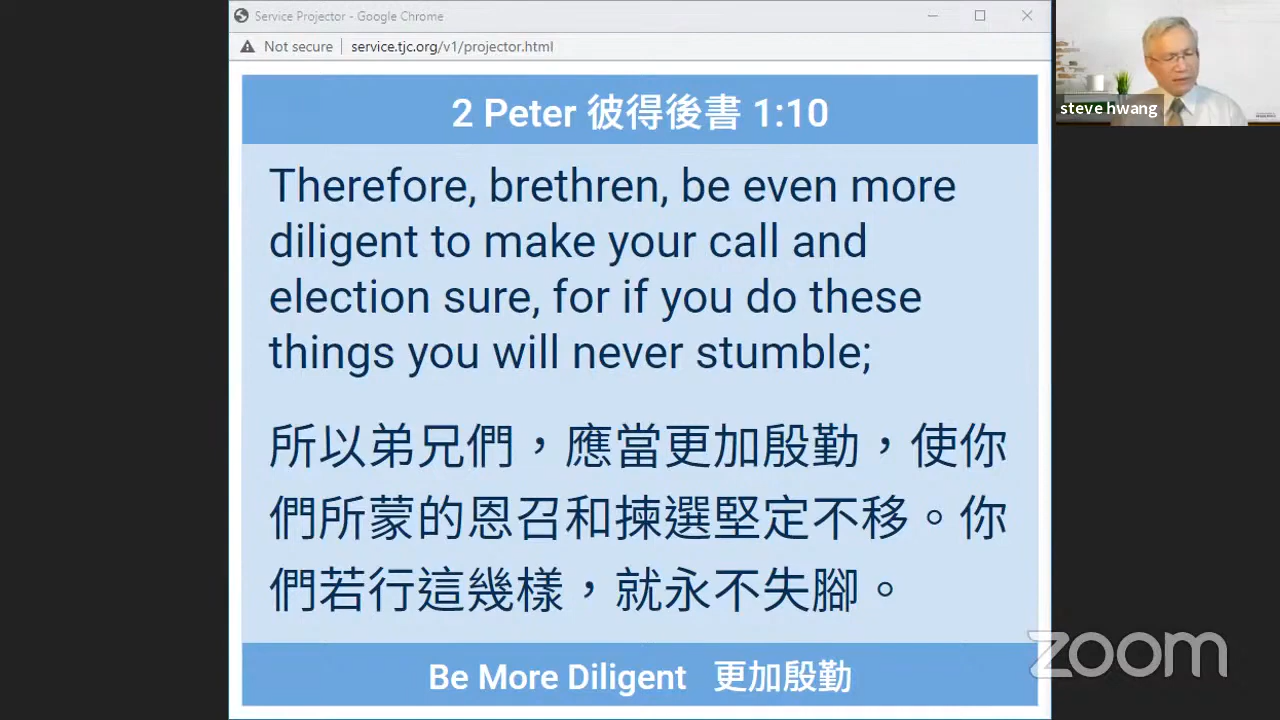 Service Projector - Google Chrome
Not secure
service.tjc.org/v1/projector.html
steve hwang
2 Peter 彼得後書 1:10
Therefore, brethren, be even more
diligent to make your call and
election sure, for if you do these
things you will never stumble;
所以弟兄們，應當更加殷勤，使你
們所蒙的恩召和揀選堅定不移。你
們若行這幾樣，就永不失腳。
Be More Diligent 更加殷勤
zoom